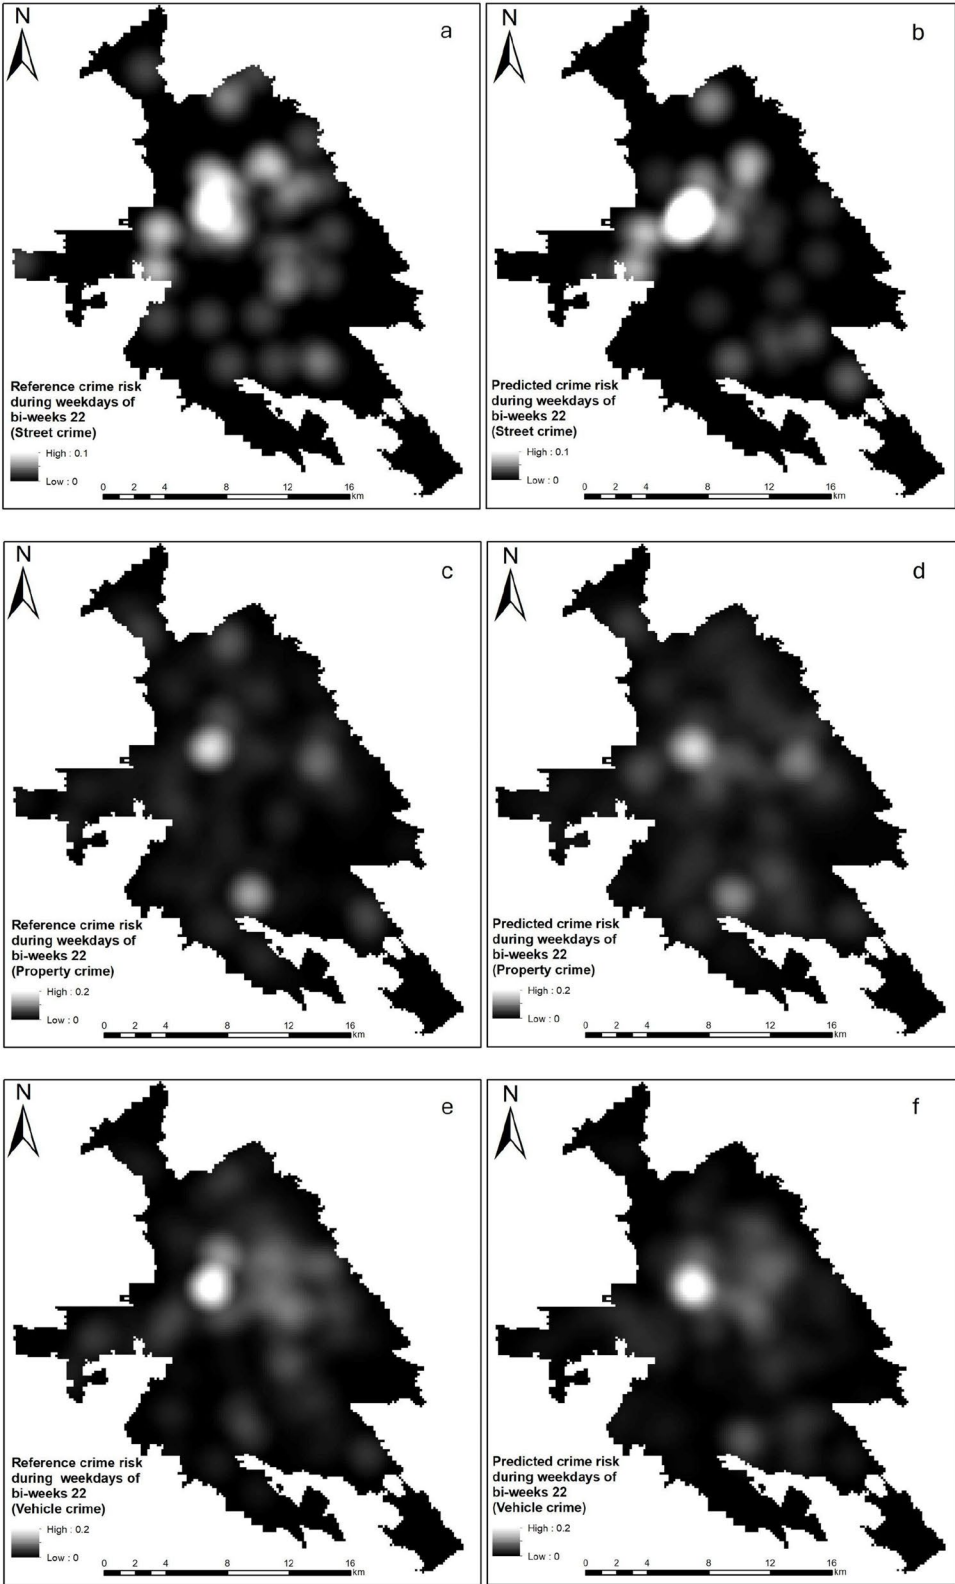 N
a
Reference crime risk
during weekdays of
bi-weeks 22
(Street crime)
High : 0.1
Low : 0
0 2 4 8 12 16
km
N
b
Predicted crime risk
during weekdays of
bi-weeks 22
(Street crime)
High : 0.1
Low : 0
0 2 4 8 12 16
km
N
c
Reference crime risk
during weekdays of
bi-weeks 22
(Property crime)
High : 0.2
Low : 0
0 2 4 8 12 16
km
N
d
Predicted crime risk
during weekdays of
bi-weeks 22
(Property crime)
High : 0.2
Low : 0
0 2 4 8 12 16
km
N
e
Reference crime risk
during weekdays of
bi-weeks 22
(Vehicle crime)
High : 0.2
Low : 0
0 2 4 8 12 16
km
N
f
Predicted crime risk
during weekdays of
bi-weeks 22
(Vehicle crime)
High : 0.2
Low : 0
0 2 4 8 12 16
km